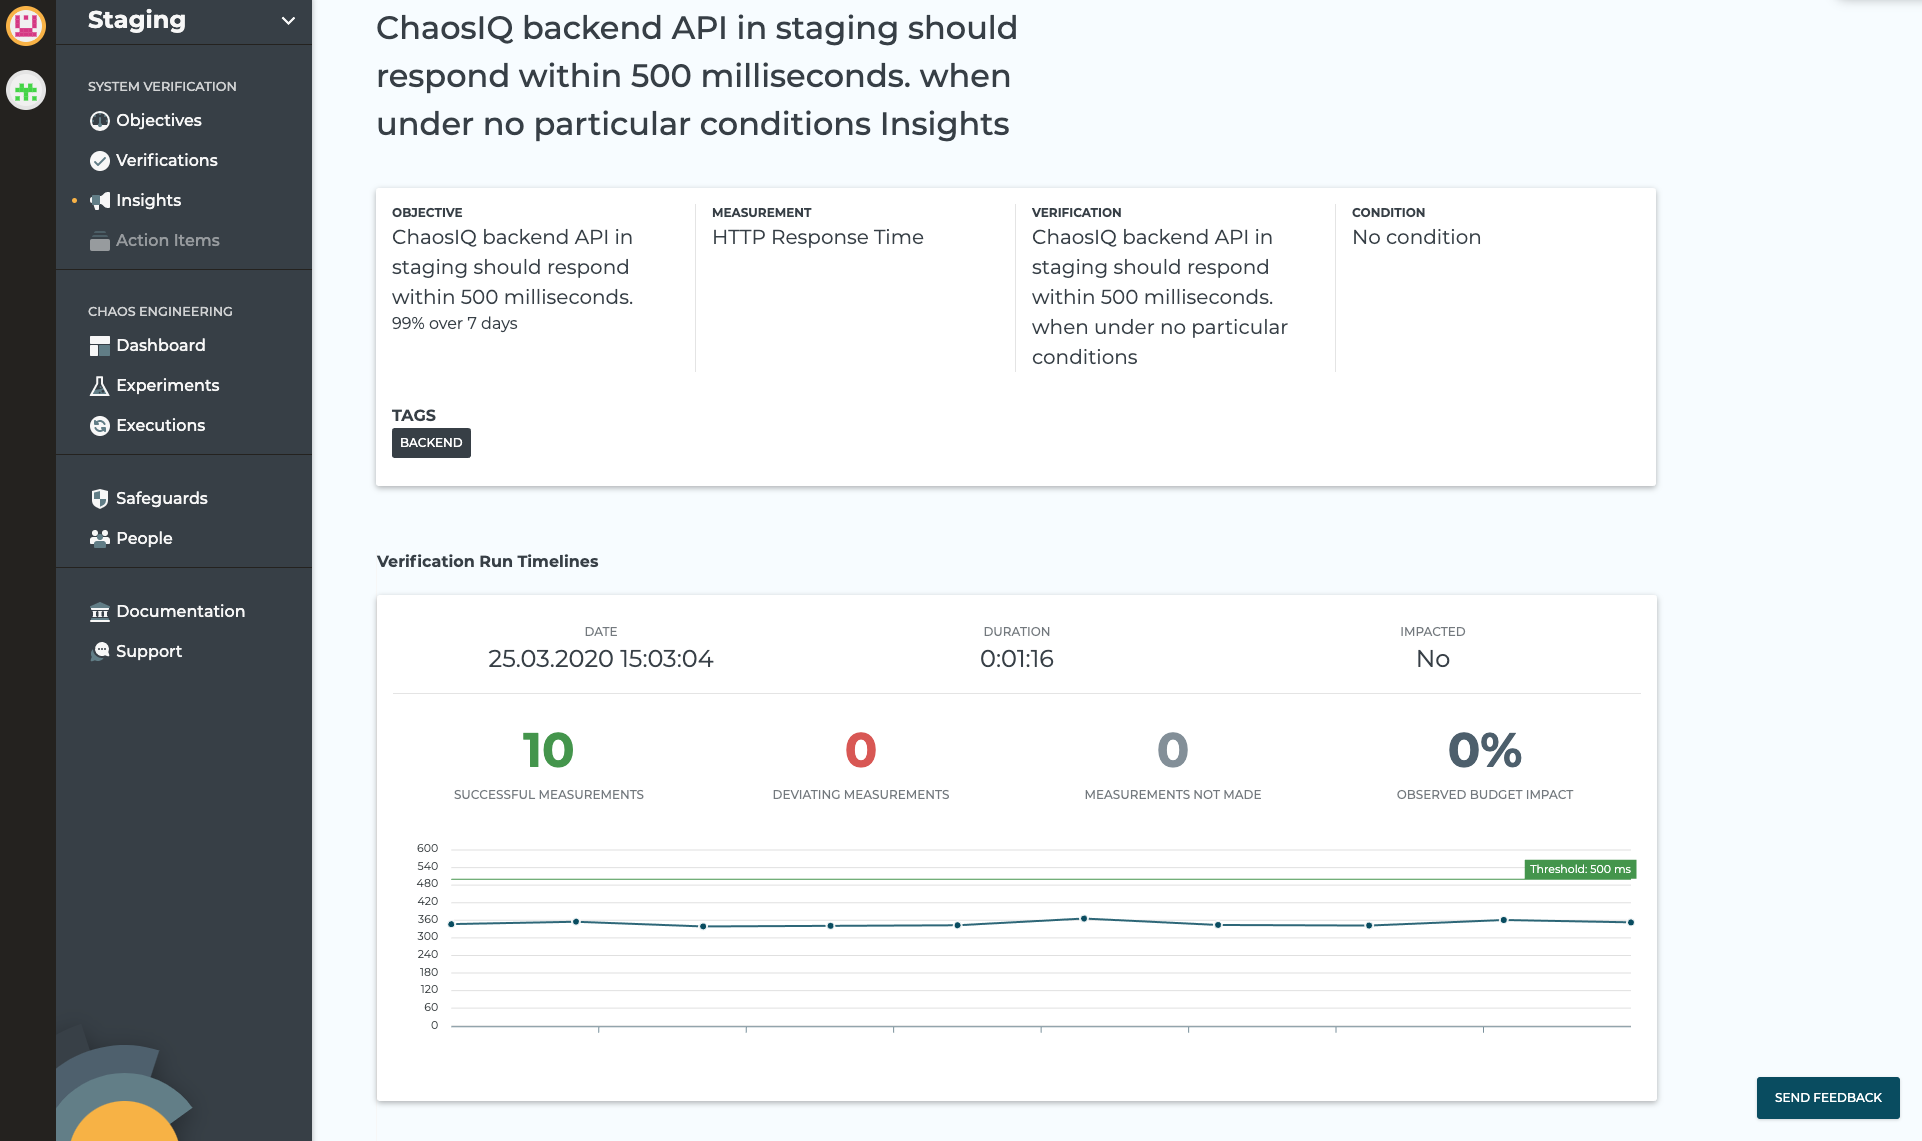 Staging
SYSTEM VERIFICATION
Objectives
Verifications
Insights
Action Items
CHAOS ENGINEERING
Dashboard
Experiments
Executions
Safeguards
People
Documentation
Support
ChaosIQ backend API in staging should
respond within 500 milliseconds. when
under no particular conditions Insights
OBJECTIVE
ChaosIQ backend API in
staging should respond
within 500 milliseconds.
99% over 7 days
MEASUREMENT
HTTP Response Time
VERIFICATION
ChaosIQ backend API in
staging should respond
within 500 milliseconds.
when under no particular
conditions
CONDITION
No condition
TAGS
BACKEND
Verification Run Timelines
DATE
25.03.2020 15:03:04
DURATION
0:01:16
IMPACTED
No
10
SUCCESSFUL MEASUREMENTS
0
DEVIATING MEASUREMENTS
0
MEASUREMENTS NOT MADE
0%
OBSERVED BUDGET IMPACT
600
540
480
420
360
300
240
180
120
60
0
Threshold: 500 ms
SEND FEEDBACK